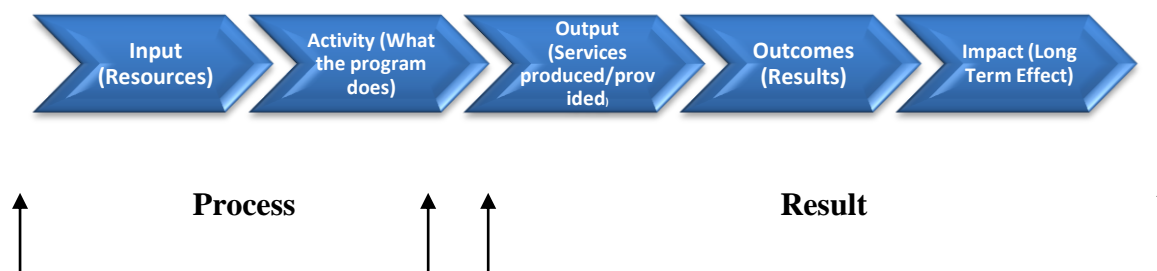 Input
(Resources)
Activity (What
the program
does)
Output
(Services
produced/prov
ided)
Outcomes
(Results)
Impact (Long
Term Effect)
Process
Result